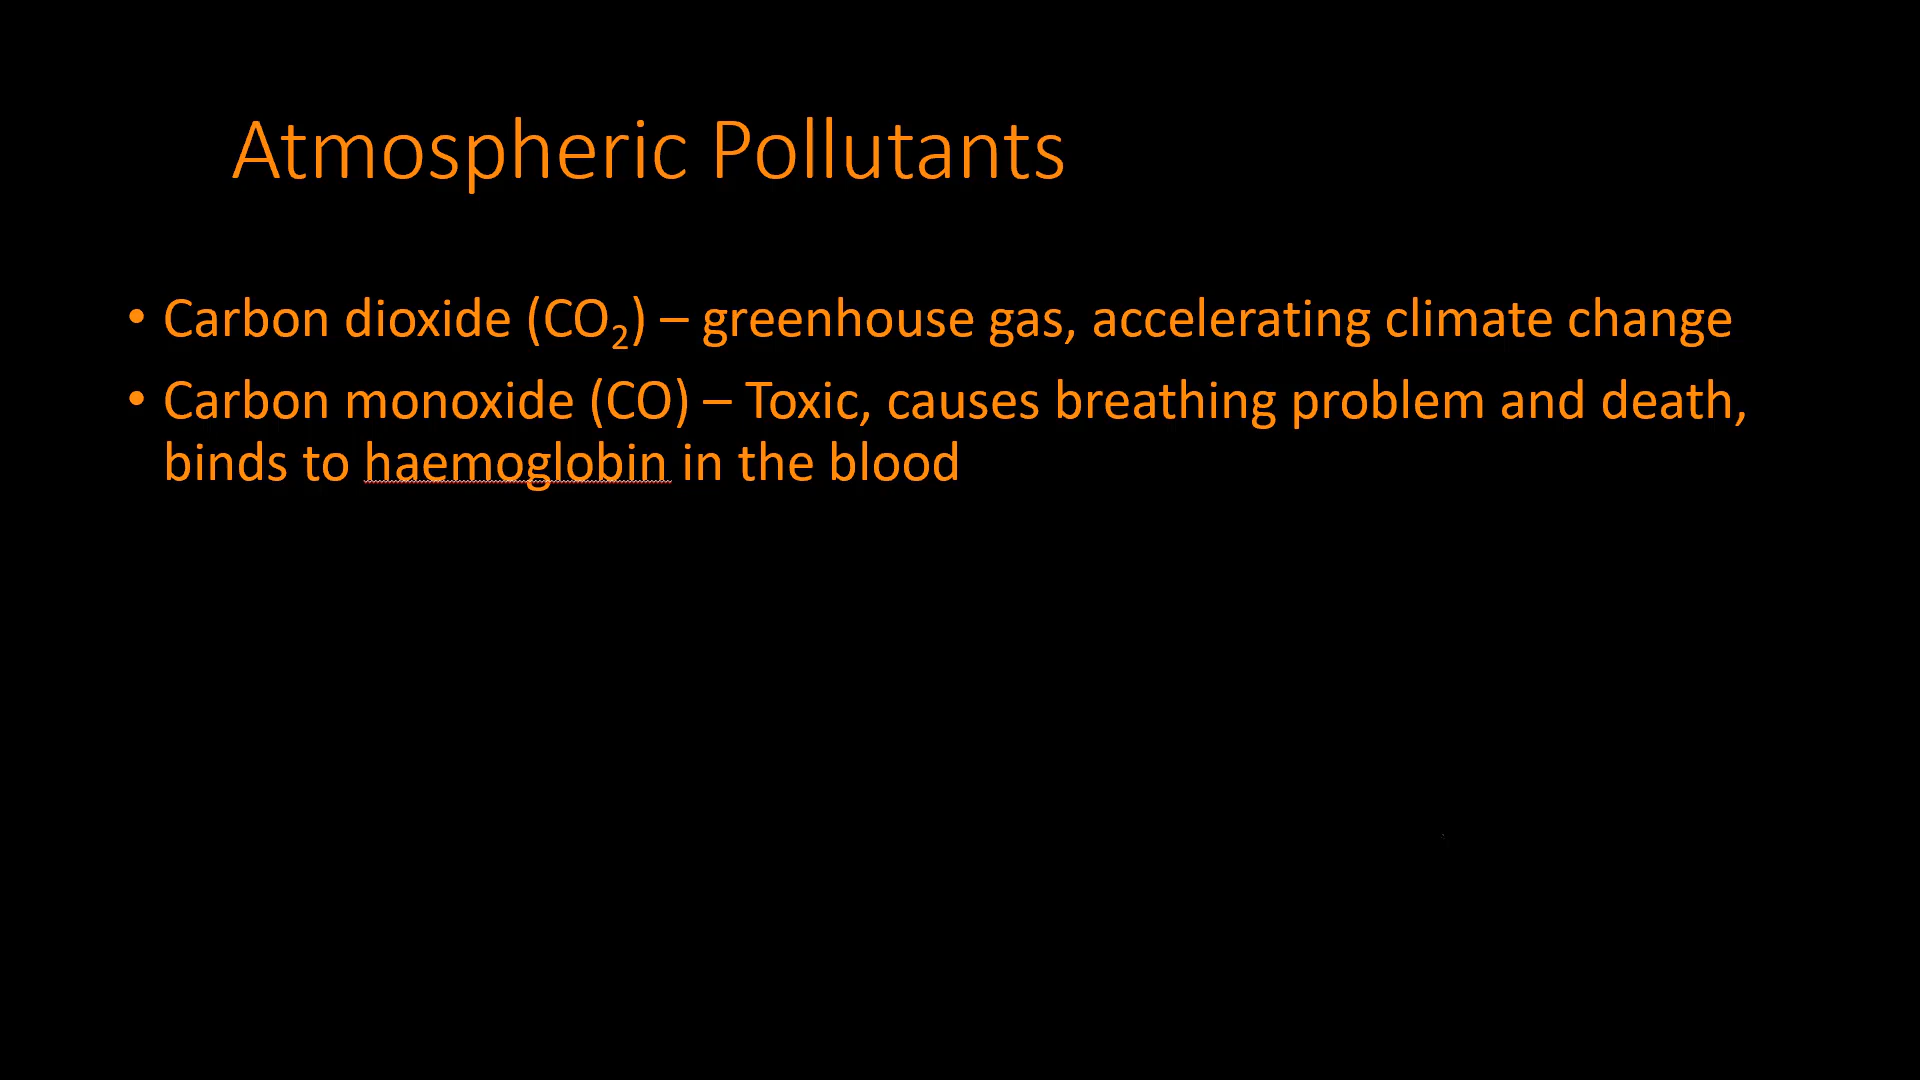 Atmospheric Pollutants
• Carbon dioxide (CO₂) – greenhouse gas, accelerating climate change
• Carbon monoxide (CO) – Toxic, causes breathing problem and death,
binds to haemoglobin in the blood